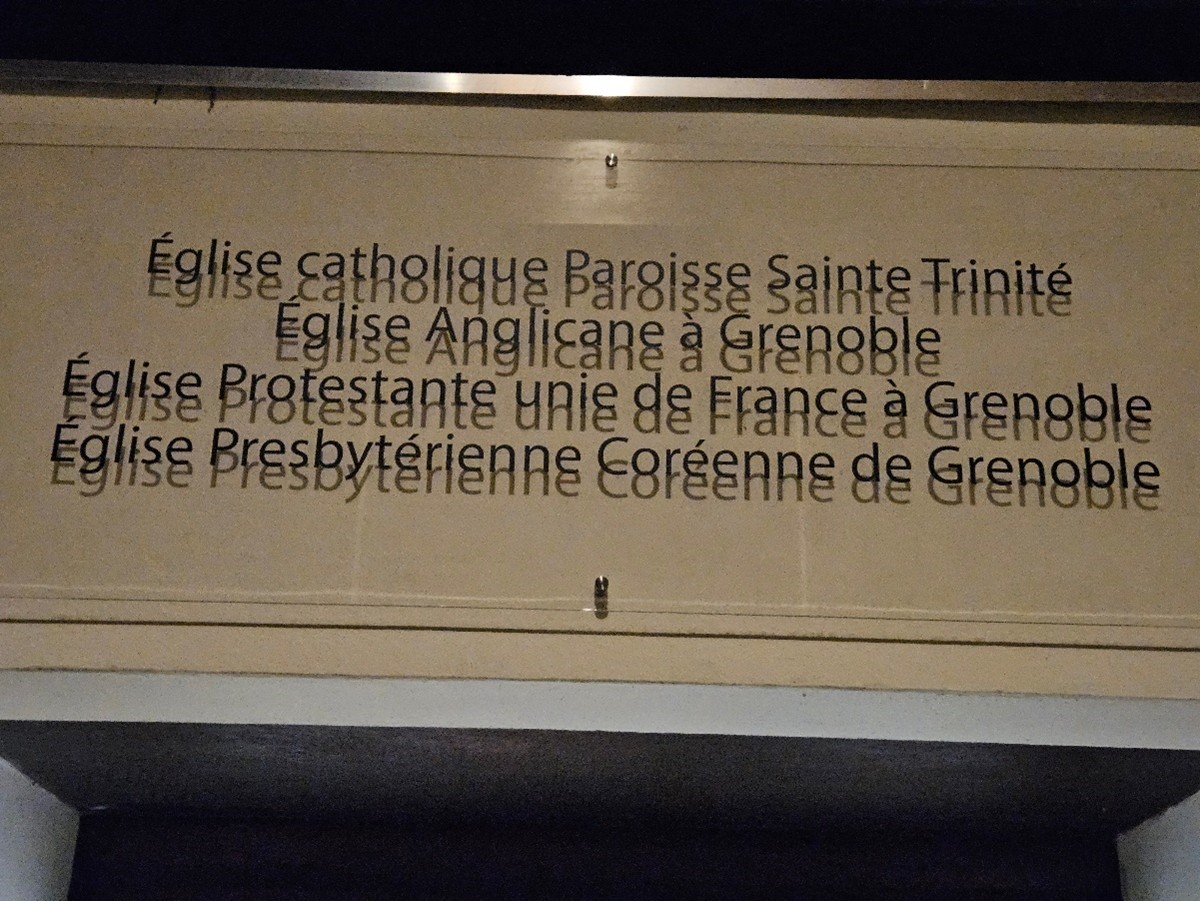 Église catholique Paroisse Sainte Trinité
Église Anglicane à Grenoble
Église Protestante unie de France à Grenoble
Église Presbytérienne Coréenne de Grenoble